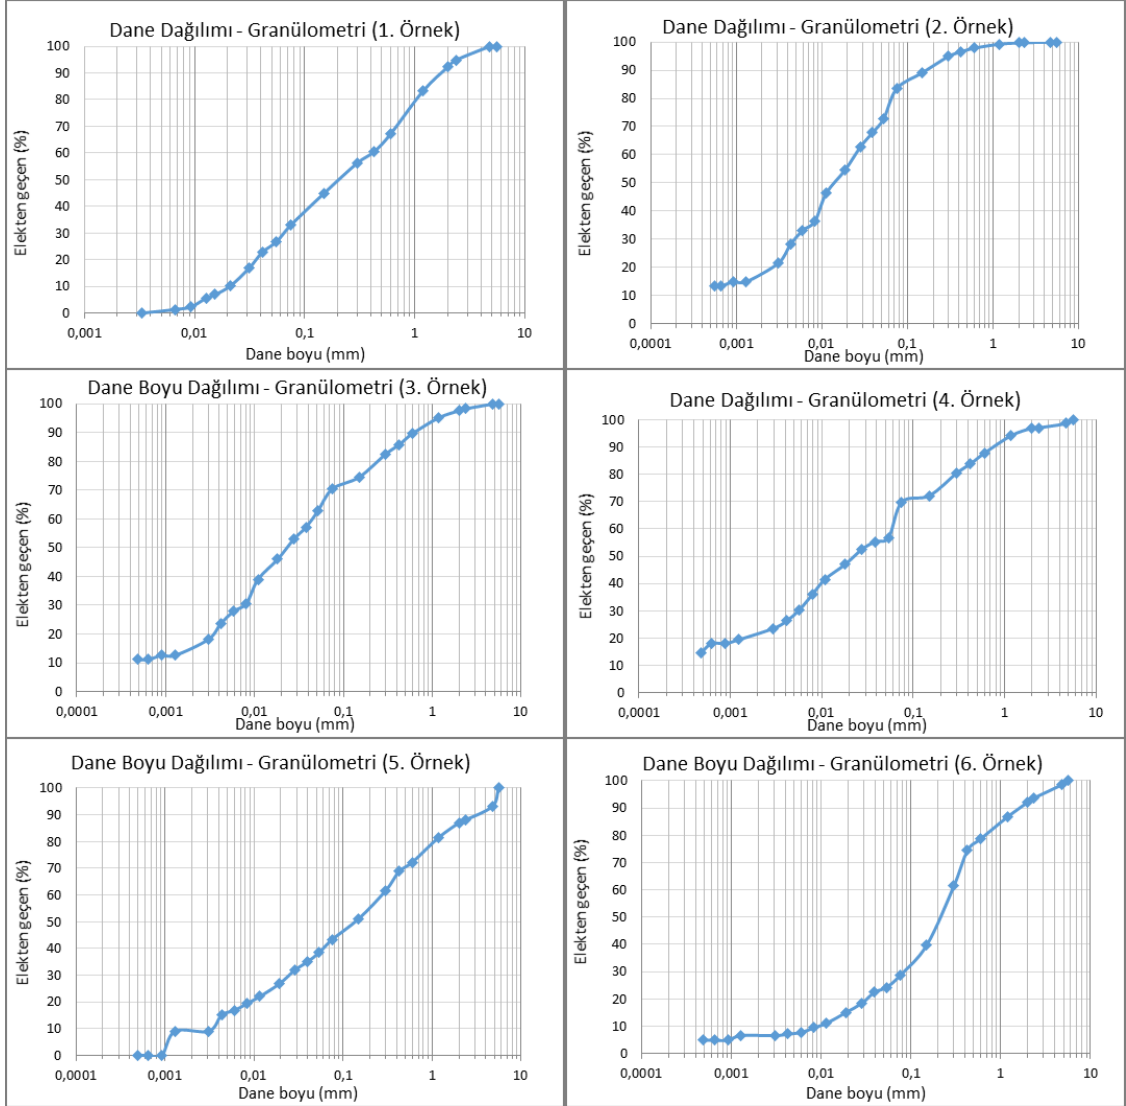 Dane Dağılımı - Granülometri (1. Örnek)
Elekten geçen (%)
100
90
80
70
60
50
40
30
20
10
0
0,001 0,01 0,1 1 10
Dane boyu (mm)
Dane Dağılımı - Granülometri (2. Örnek)
Elekten geçen (%)
100
90
80
70
60
50
40
30
20
10
0
0,0001 0,001 0,01 0,1 1 10
Dane boyu (mm)
Dane Boyu Dağılımı - Granülometri (3. Örnek)
Elekten geçen (%)
100
90
80
70
60
50
40
30
20
10
0
0,0001 0,001 0,01 0,1 1 10
Dane boyu (mm)
Dane Dağılımı - Granülometri (4. Örnek)
Elekten geçen (%)
100
90
80
70
60
50
40
30
20
10
0
0,0001 0,001 0,01 0,1 1 10
Dane boyu (mm)
Dane Boyu Dağılımı - Granülometri (5. Örnek)
Elekten geçen (%)
100
90
80
70
60
50
40
30
20
10
0
0,0001 0,001 0,01 0,1 1 10
Dane boyu (mm)
Dane Boyu Dağılımı - Granülometri (6. Örnek)
Elekten geçen (%)
100
90
80
70
60
50
40
30
20
10
0
0,0001 0,001 0,01 0,1 1 10
Dane boyu (mm)